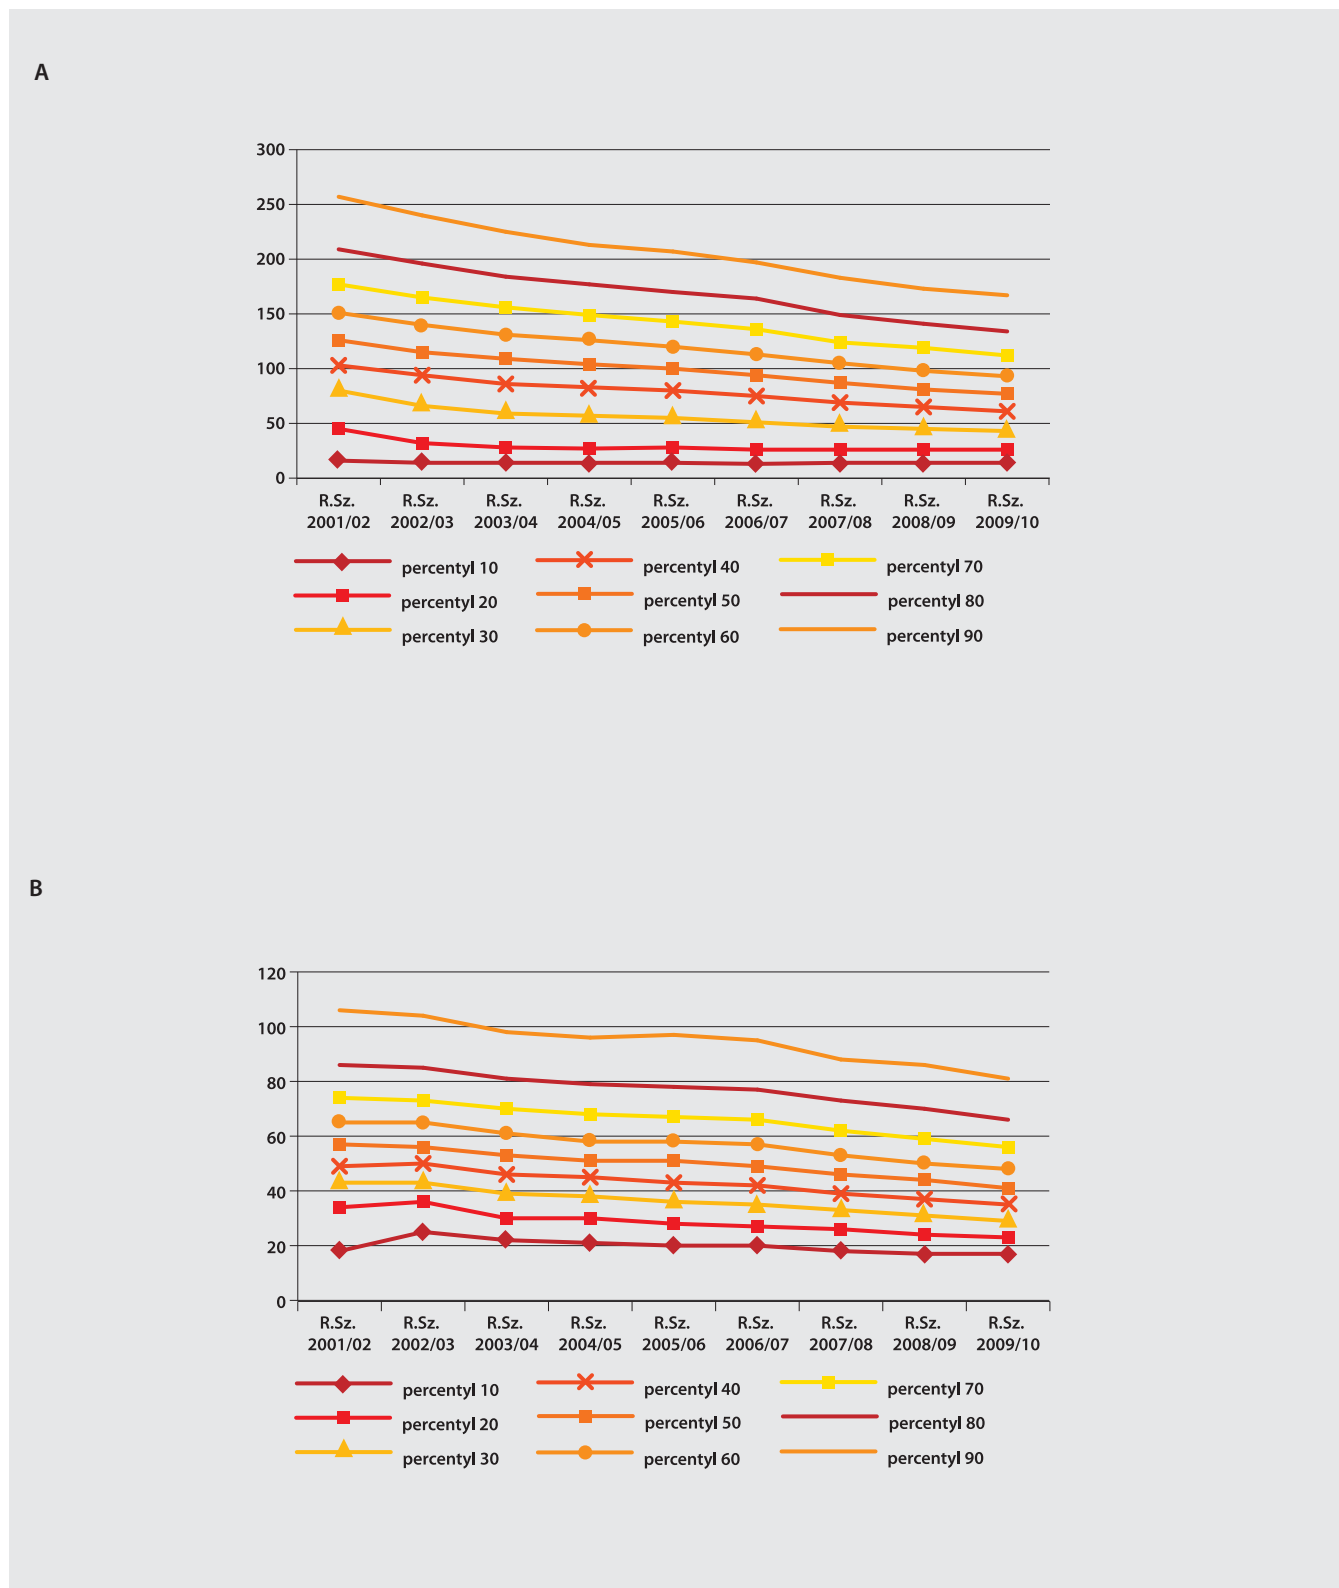 A
300
250
200
150
100
50
0
R.Sz. R.Sz. R.Sz. R.Sz. R.Sz. R.Sz. R.Sz. R.Sz. R.Sz.
2001/02 2002/03 2003/04 2004/05 2005/06 2006/07 2007/08 2008/09 2009/10
percentyl 10 percentyl 40 percentyl 70
percentyl 20 percentyl 50 percentyl 80
percentyl 30 percentyl 60 percentyl 90
B
120
100
80
60
40
20
0
R.Sz. R.Sz. R.Sz. R.Sz. R.Sz. R.Sz. R.Sz. R.Sz. R.Sz.
2001/02 2002/03 2003/04 2004/05 2005/06 2006/07 2007/08 2008/09 2009/10
percentyl 10 percentyl 40 percentyl 70
percentyl 20 percentyl 50 percentyl 80
percentyl 30 percentyl 60 percentyl 90